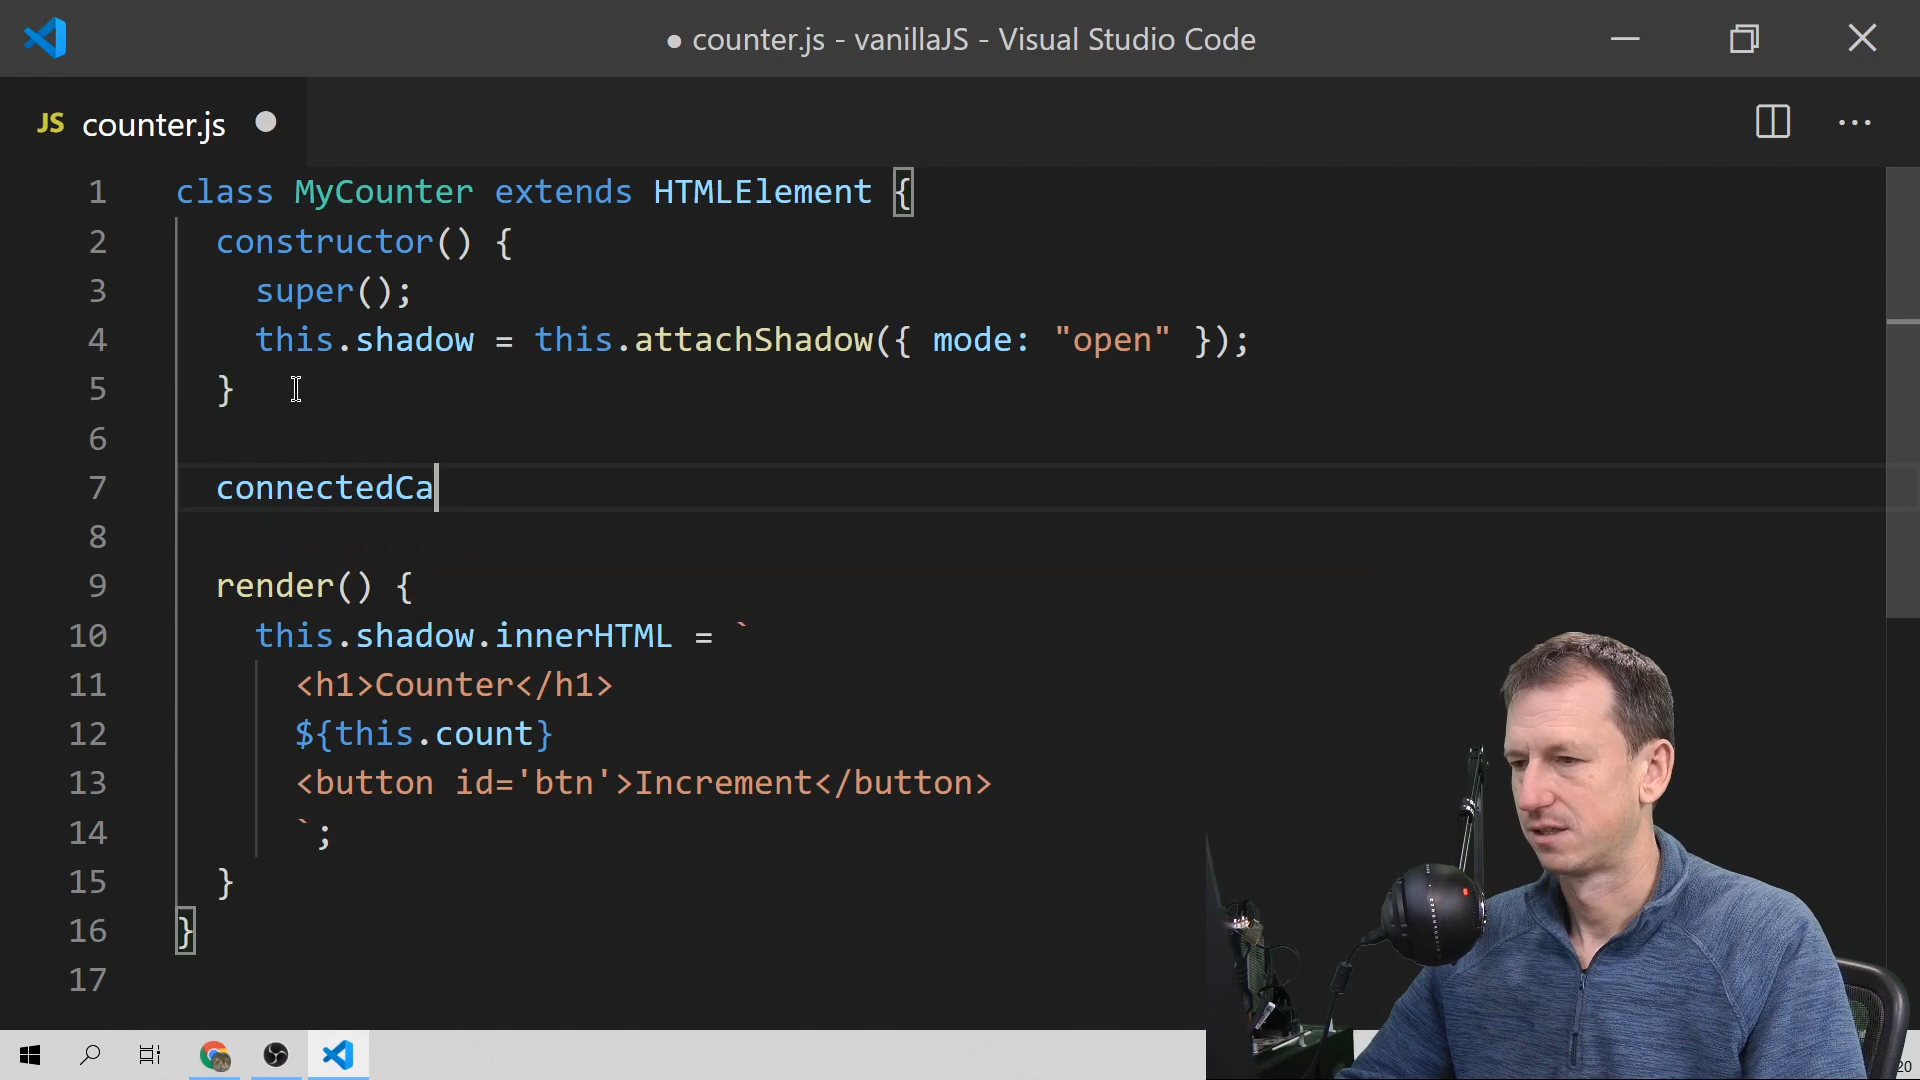 ● counter.js - vanillaJS - Visual Studio Code
JS counter.js ●
1 class MyCounter extends HTMLElement {
2 constructor() {
3 super();
4 this.shadow = this.attachShadow({ mode: "open" });
5 }
6
7 connectedCa
8
9 render() {
10 this.shadow.innerHTML = `
11 <h1>Counter</h1>
12 ${this.count}
13 <button id='btn'>Increment</button>
14 `;
15 }
16 }
17
20